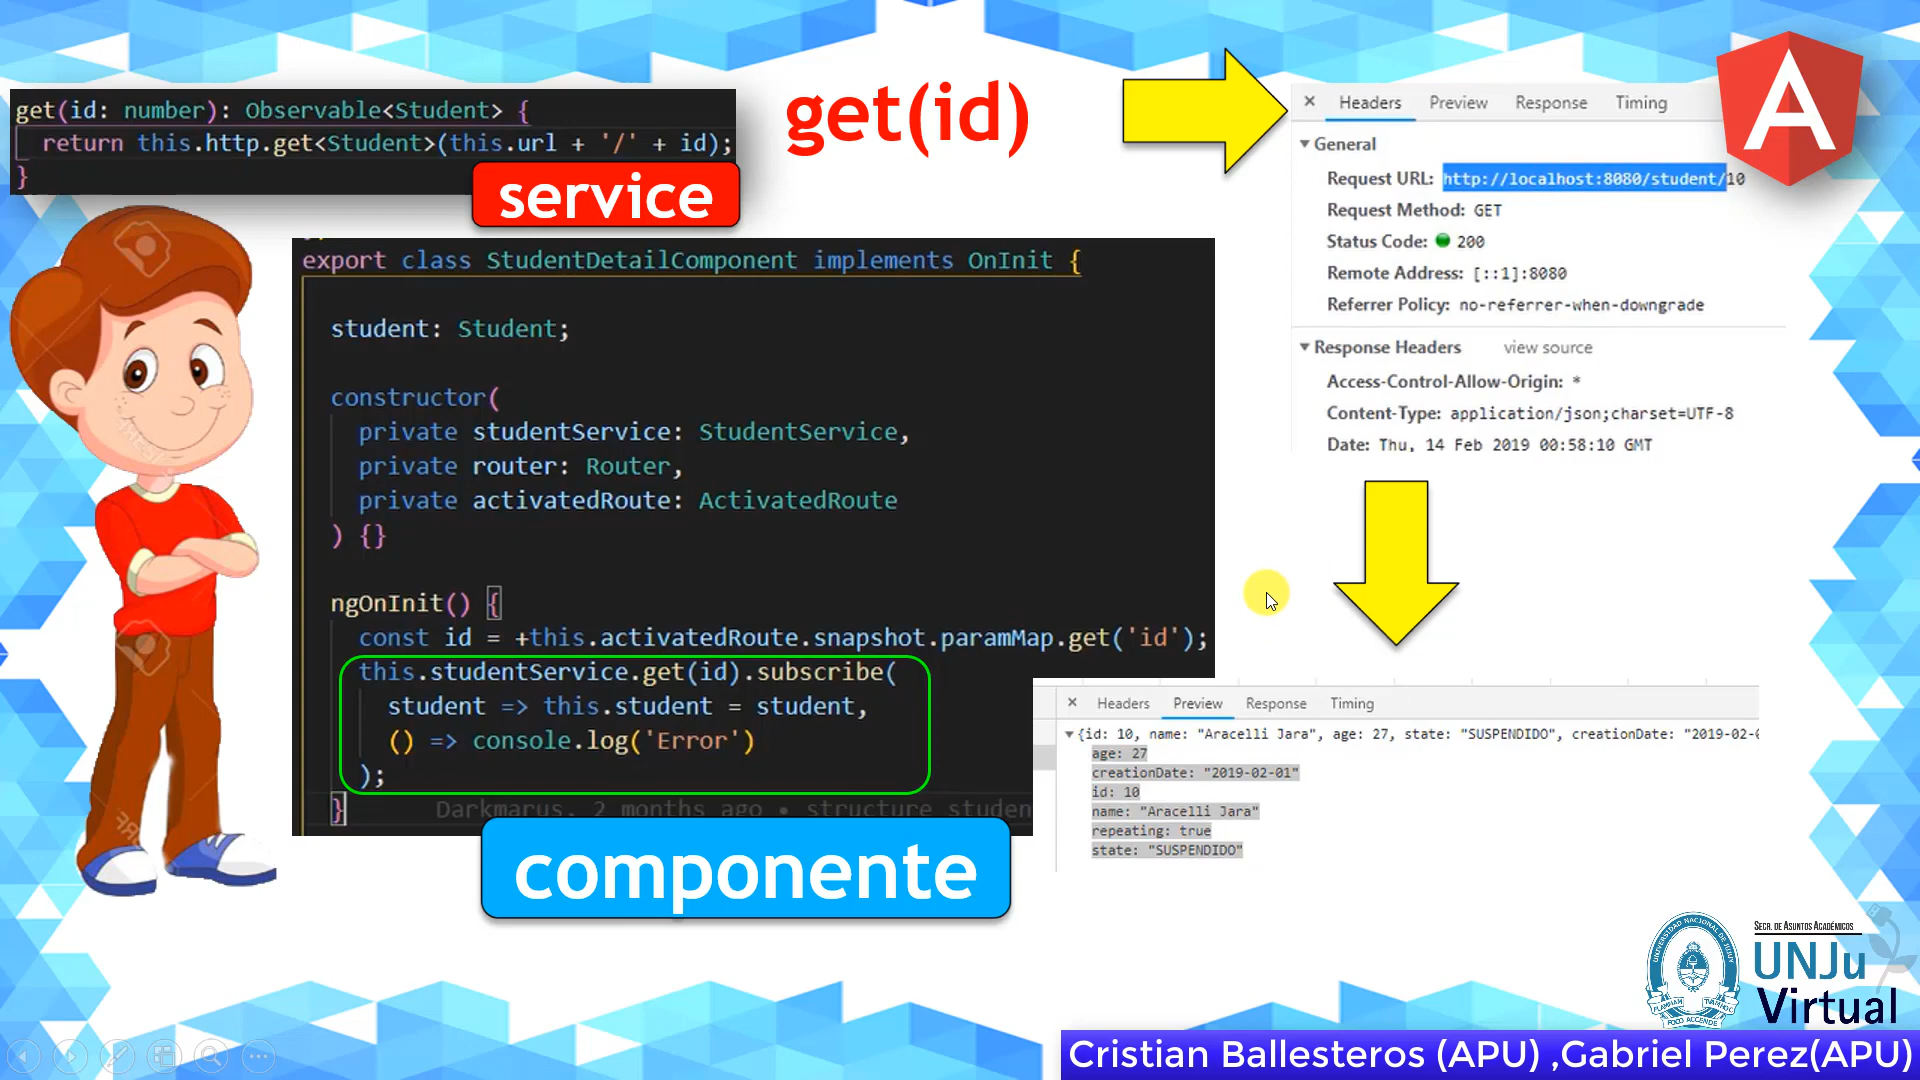 get(id: number): Observable<Student> {
return this.http.get<Student>(this.url + '/' + id);
}
service
get(id)
export class StudentDetailComponent implements OnInit {
student: Student;
constructor(
private studentService: StudentService,
private router: Router,
private activatedRoute: ActivatedRoute
) {}
ngOnInit() {
const id = +this.activatedRoute.snapshot.paramMap.get('id');
this.studentService.get(id).subscribe(
student => this.student = student,
() => console.log('Error')
);
}
Darkmarus, 2 months ago • structure studen
componente
× Headers Preview Response Timing
General
Request URL: http://localhost:8080/student/10
Request Method: GET
Status Code: 200
Remote Address: [::1]:8080
Referrer Policy: no-referrer-when-downgrade
Response Headers view source
Access-Control-Allow-Origin: *
Content-Type: application/json;charset=UTF-8
Date: Thu, 14 Feb 2019 00:58:10 GMT
× Headers Preview Response Timing
{id: 10, name: "Aracelli Jara", age: 27, state: "SUSPENDIDO", creationDate: "2019-02-0
age: 27
creationDate: "2019-02-01"
id: 10
name: "Aracelli Jara"
repeating: true
state: "SUSPENDIDO"
UNIVERSIDAD NACIONAL DE JUJUY
SECR. DE ASUNTOS ACADÉMICOS
UNJu
Virtual
Cristian Ballesteros (APU) ,Gabriel Perez(APU)